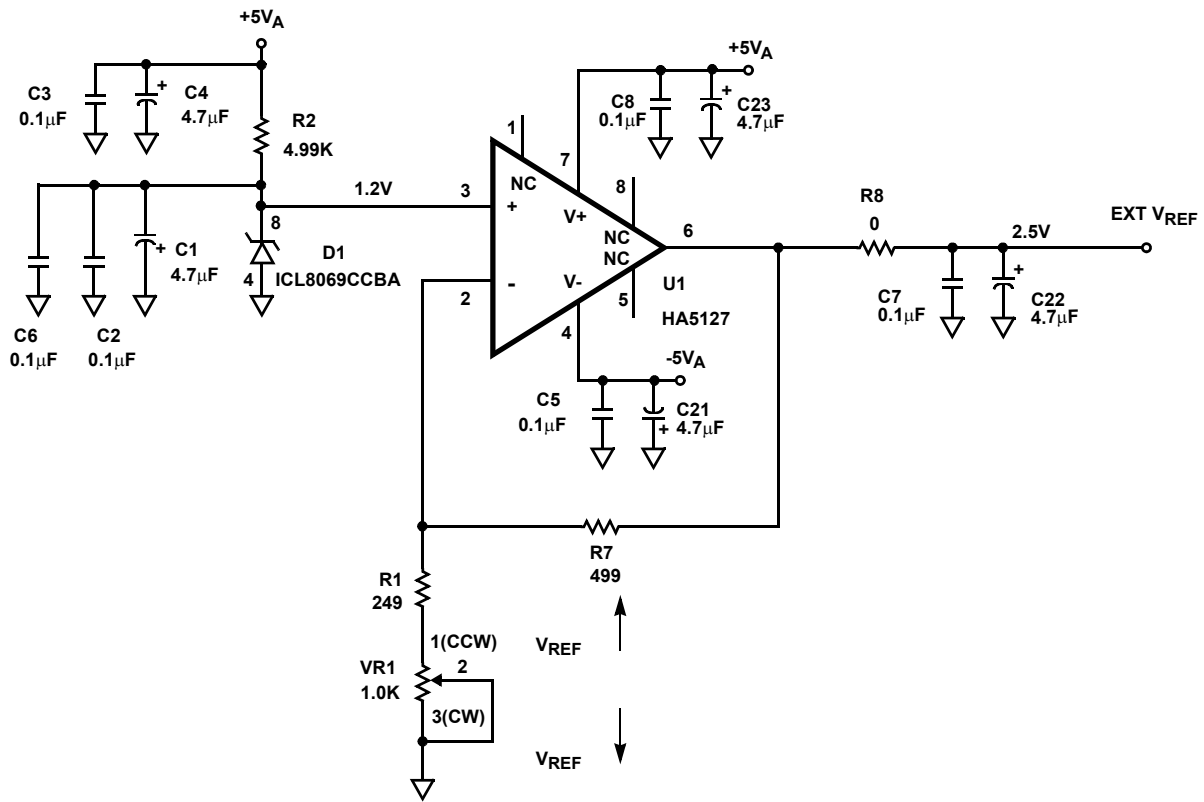 +5VA
C3
0.1µF
+
C4
4.7µF
R2
4.99K
1.2V
8
4
D1
ICL8069CCBA
+
C1
4.7µF
C6
0.1µF
C2
0.1µF
1
NC
3
+
2
-
7
V+
8
NC
NC
5
6
V-
4
U1
HA5127
+5VA
C8
0.1µF
+
C23
4.7µF
-5VA
C5
0.1µF
+
C21
4.7µF
R8
0
2.5V
EXT VREF
C7
0.1µF
+
C22
4.7µF
R7
499
R1
249
1(CCW)
VR1
1.0K
2
3(CW)
VREF
VREF